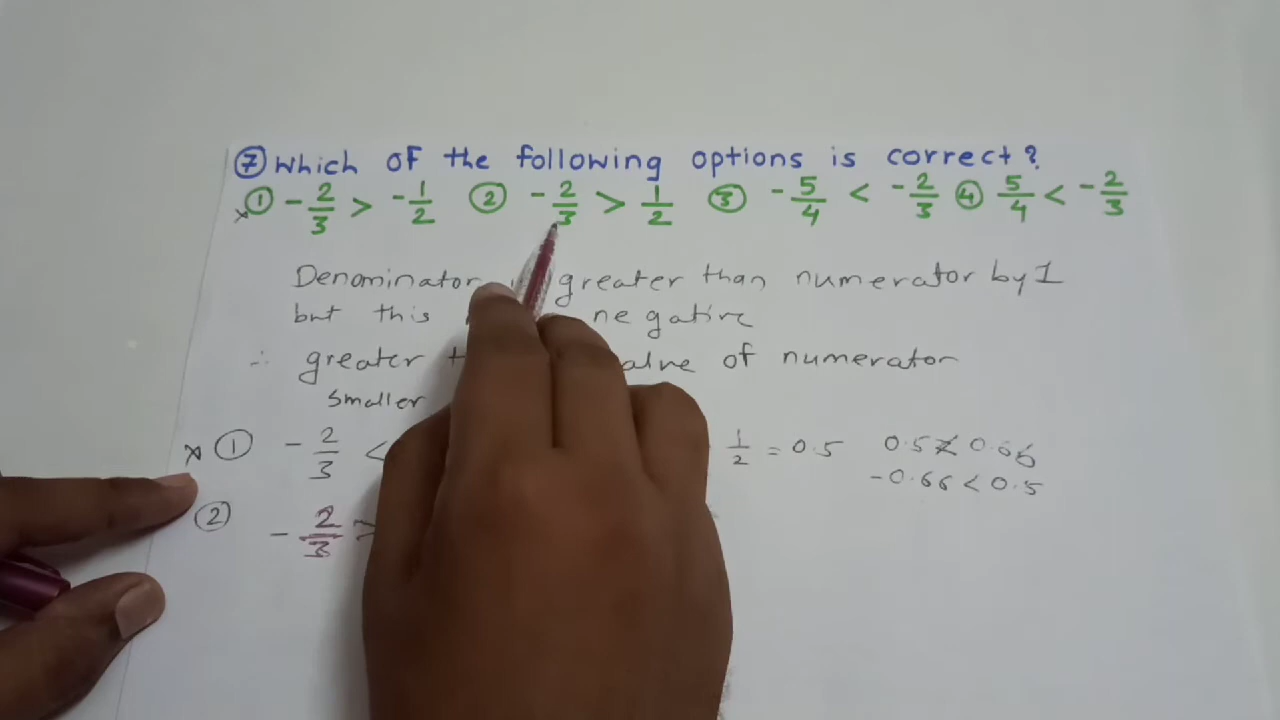 ⑦ Which of the following options is correct?
× ① -2/3 > -1/2 ② -2/3 > 1/2 ③ -5/4 < -2/3 ④ 5/4 < -2/3
Denominator greater than numerator by 1
but this negative
∴ greater of numerator
smaller
× ① -2/3 < 1/2 = 0.5 0.5 ≮ 0.66
-0.66 < 0.5
② -2/3 >